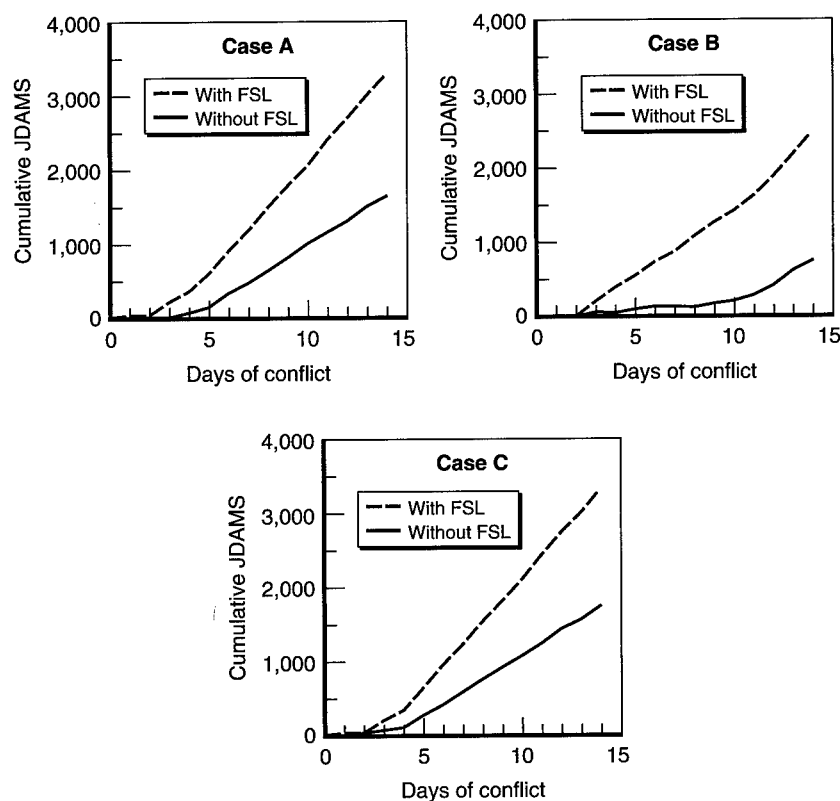 Case A
With FSL
Without FSL
Cumulative JDAMS
4,000
3,000
2,000
1,000
0
0 5 10 15
Days of conflict
Case B
With FSL
Without FSL
Cumulative JDAMS
4,000
3,000
2,000
1,000
0
0 5 10 15
Days of conflict
Case C
With FSL
Without FSL
Cumulative JDAMS
4,000
3,000
2,000
1,000
0
0 5 10 15
Days of conflict